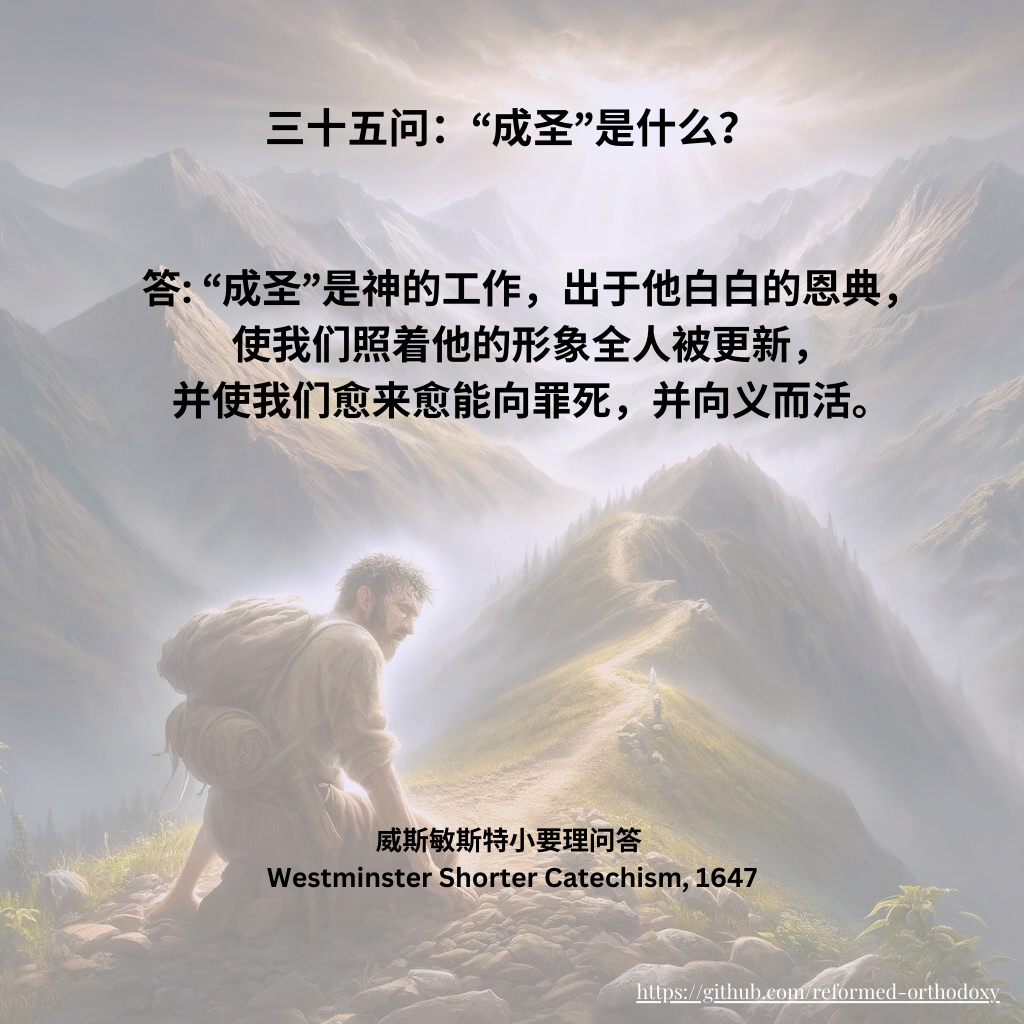 三十五问：“成圣”是什么？
答: “成圣”是神的工作，出于他白白的恩典，
使我们照着他的形象全人被更新，
并使我们愈来愈能向罪死，并向义而活。
威斯敏斯特小要理问答
Westminster Shorter Catechism, 1647
https://github.com/reformed-orthodoxy